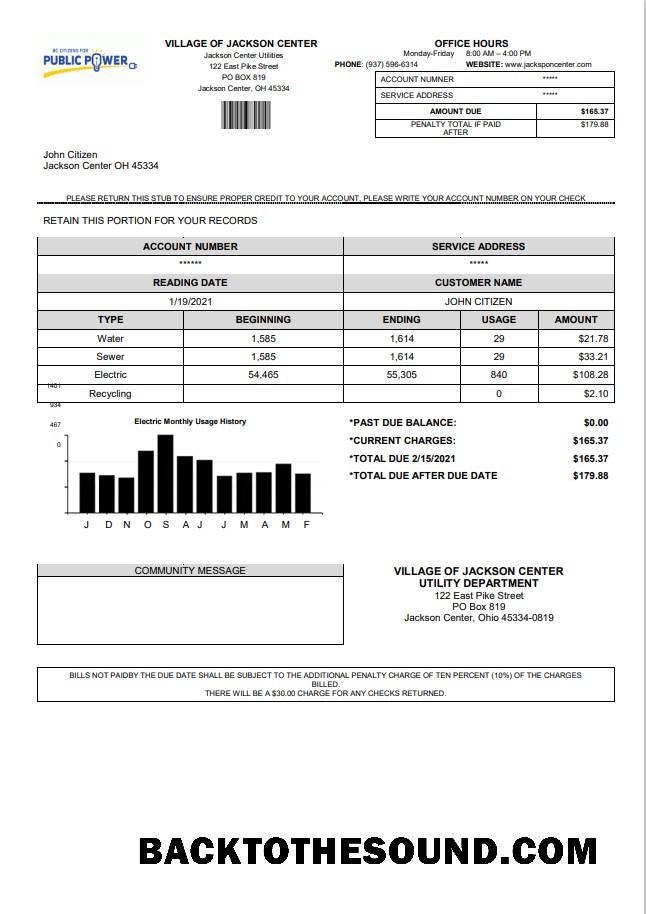 BC CITIZENS FOR
PUBLIC POWER
VILLAGE OF JACKSON CENTER
Jackson Center Utilities
122 East Pike Street
PO BOX 819
Jackson Center, OH 45334
OFFICE HOURS
Monday-Friday 8:00 AM – 4:00 PM
PHONE: (937) 596-6314 WEBSITE: www.jacksponcenter.com
ACCOUNT NUMNER *****
SERVICE ADDRESS *****
AMOUNT DUE $165.37
PENALTY TOTAL IF PAID AFTER $179.88
John Citizen
Jackson Center OH 45334
PLEASE RETURN THIS STUB TO ENSURE PROPER CREDIT TO YOUR ACCOUNT, PLEASE WRITE YOUR ACCOUNT NUMBER ON YOUR CHECK
RETAIN THIS PORTION FOR YOUR RECORDS
ACCOUNT NUMBER SERVICE ADDRESS
****** *****
READING DATE CUSTOMER NAME
1/19/2021 JOHN CITIZEN
TYPE BEGINNING ENDING USAGE AMOUNT
Water 1,585 1,614 29 $21.78
Sewer 1,585 1,614 29 $33.21
Electric 54,465 55,305 840 $108.28
1401
Recycling 0 $2.10
934
467
0
Electric Monthly Usage History
J D N O S A J J M A M F
*PAST DUE BALANCE: $0.00
*CURRENT CHARGES: $165.37
*TOTAL DUE 2/15/2021 $165.37
*TOTAL DUE AFTER DUE DATE $179.88
COMMUNITY MESSAGE
VILLAGE OF JACKSON CENTER
UTILITY DEPARTMENT
122 East Pike Street
PO Box 819
Jackson Center, Ohio 45334-0819
BILLS NOT PAIDBY THE DUE DATE SHALL BE SUBJECT TO THE ADDITIONAL PENALTY CHARGE OF TEN PERCENT (10%) OF THE CHARGES
BILLED.
THERE WILL BE A $30.00 CHARGE FOR ANY CHECKS RETURNED.
BACKTOTHESOUND.COM